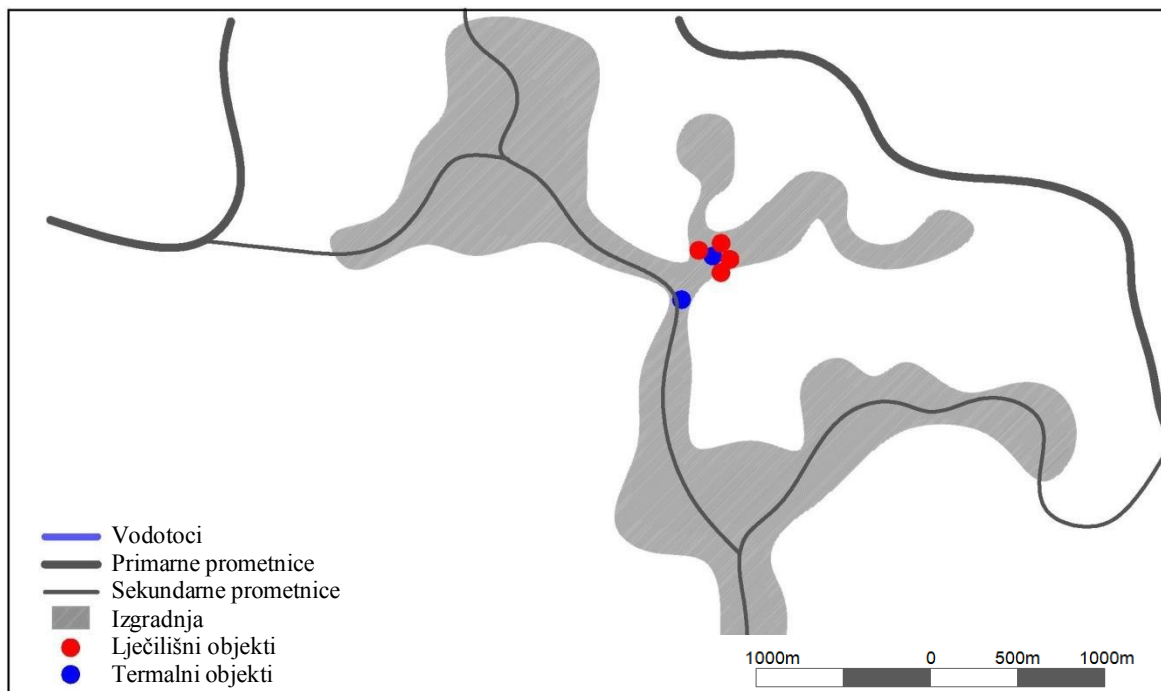 Vodotoci
Primarne prometnice
Sekundarne prometnice
Izgradnja
Lječilišni objekti
Termalni objekti
1000m 0 500m 1000m